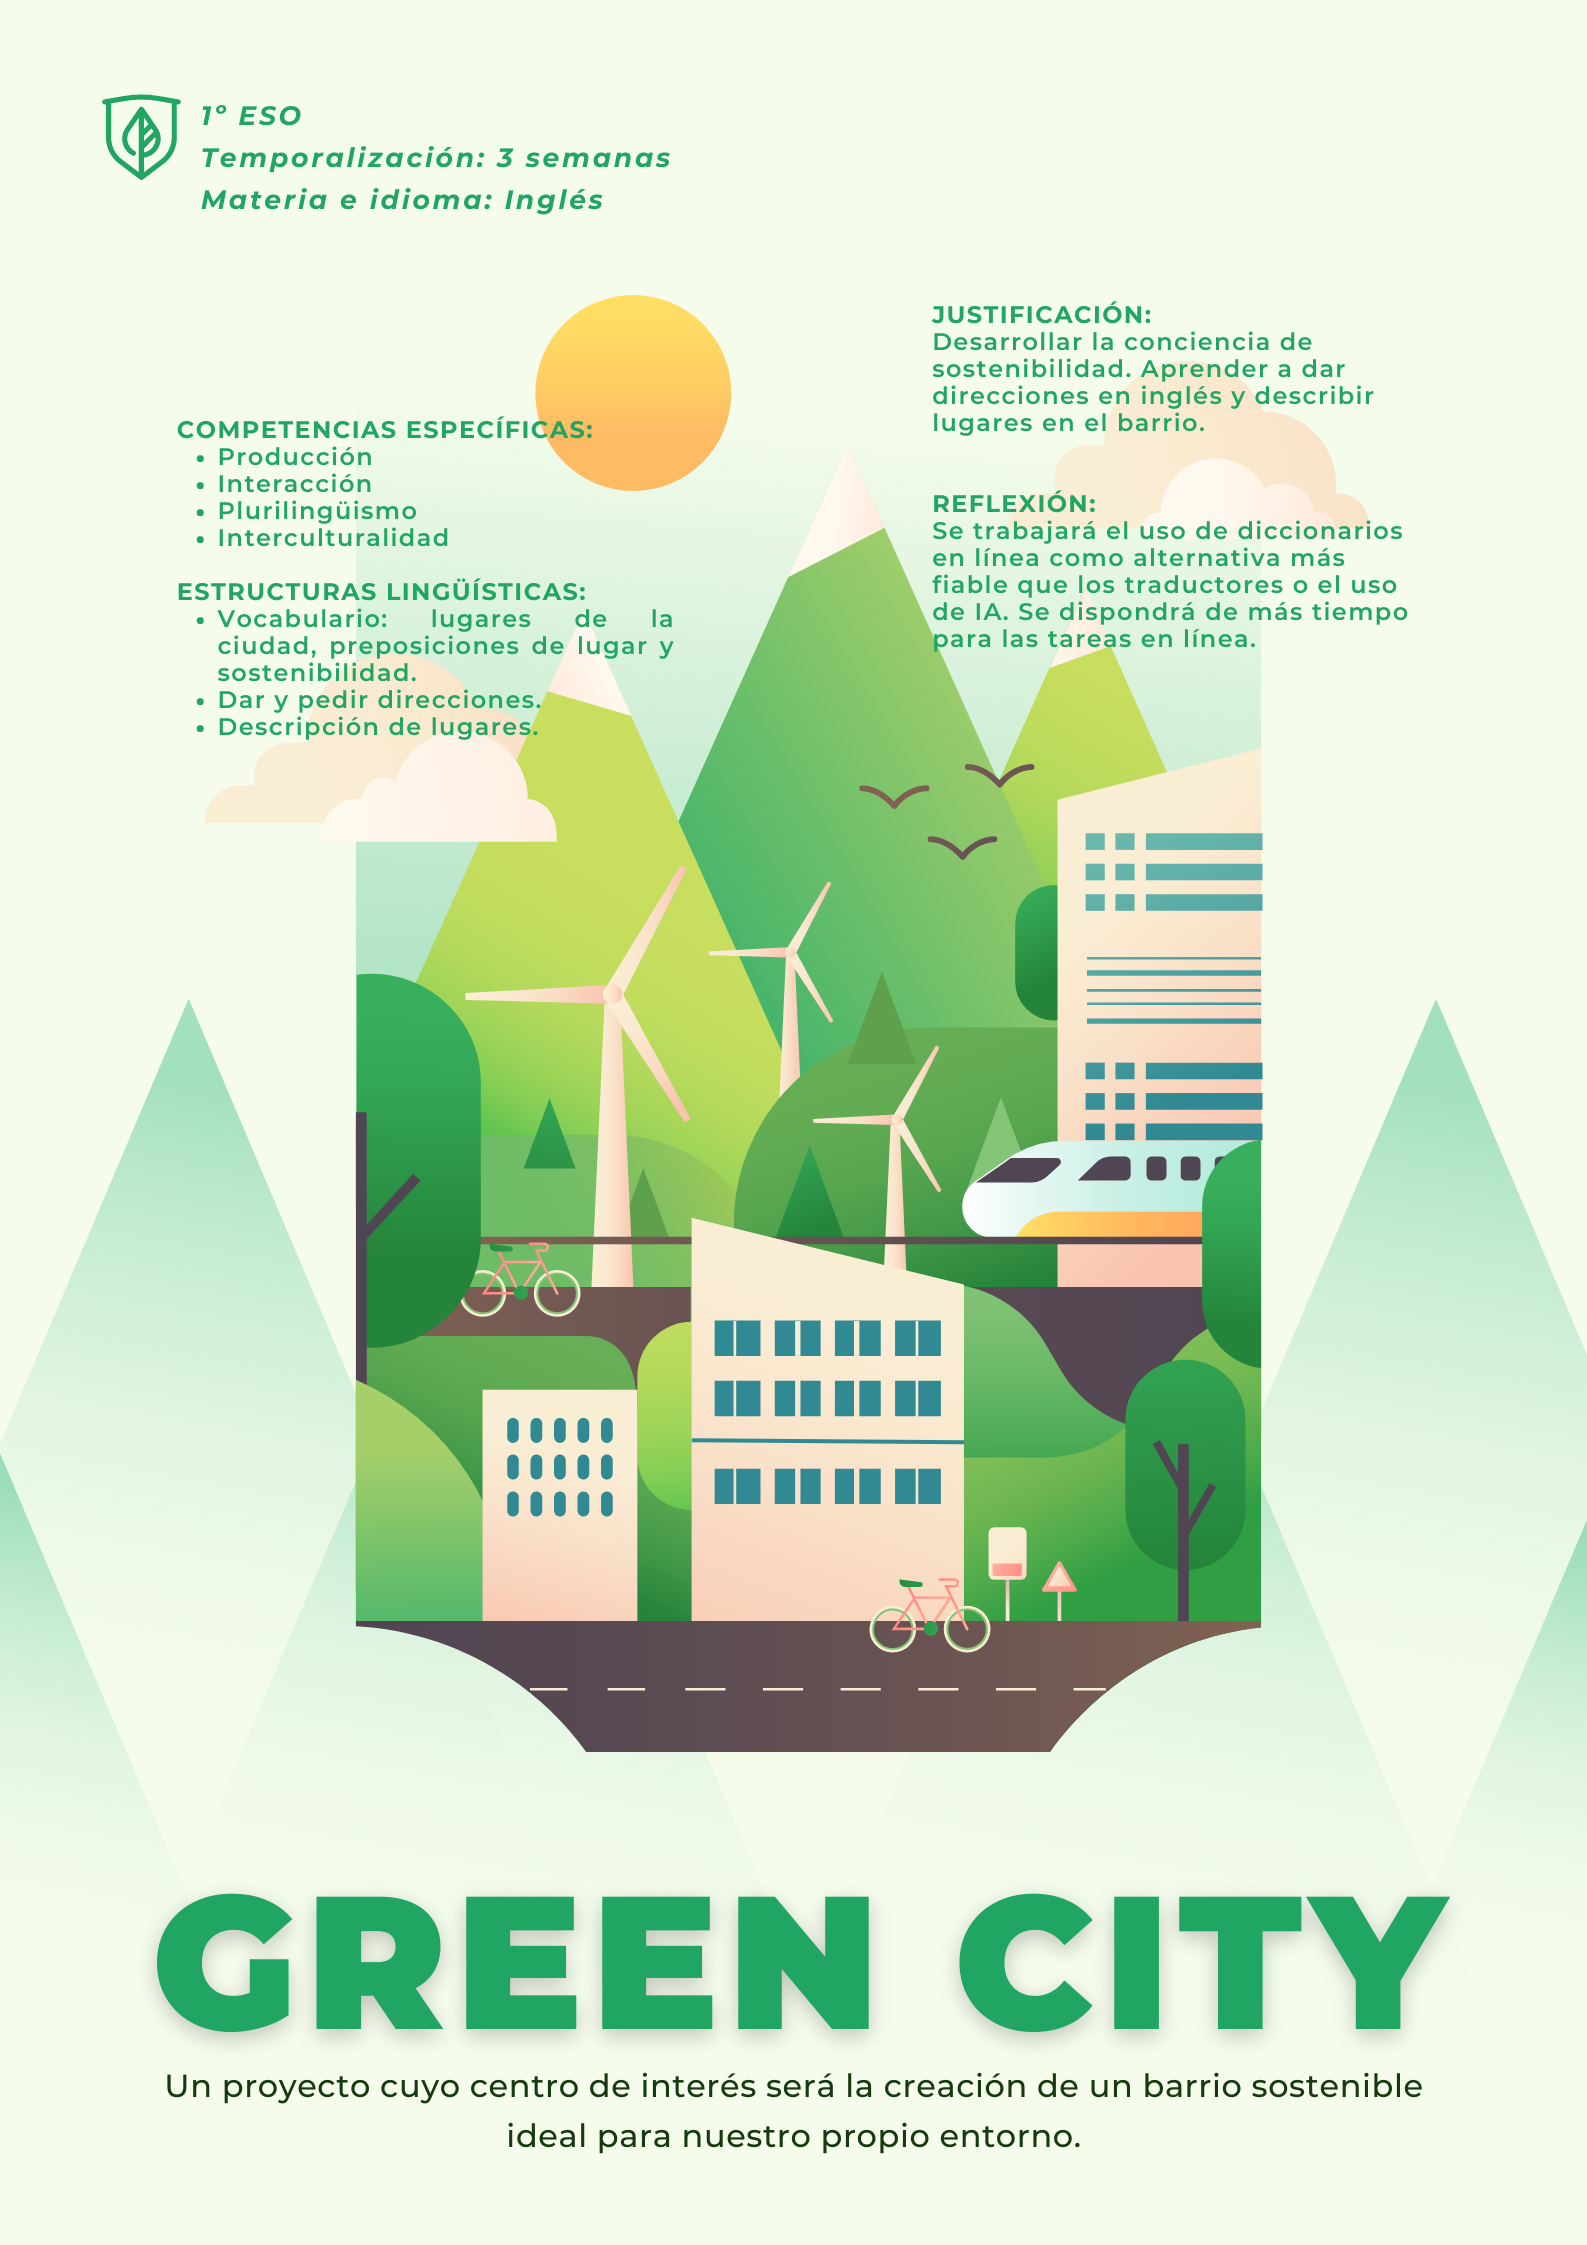 1º ESO
Temporalización: 3 semanas
Materia e idioma: Inglés
COMPETENCIAS ESPECÍFICAS:
• Producción
• Interacción
• Plurilingüismo
• Interculturalidad
ESTRUCTURAS LINGÜÍSTICAS:
• Vocabulario: lugares de la
ciudad, preposiciones de lugar y
sostenibilidad.
• Dar y pedir direcciones.
• Descripción de lugares.
JUSTIFICACIÓN:
Desarrollar la conciencia de
sostenibilidad. Aprender a dar
direcciones en inglés y describir
lugares en el barrio.
REFLEXIÓN:
Se trabajará el uso de diccionarios
en línea como alternativa más
fiable que los traductores o el uso
de IA. Se dispondrá de más tiempo
para las tareas en línea.
GREEN CITY
Un proyecto cuyo centro de interés será la creación de un barrio sostenible
ideal para nuestro propio entorno.